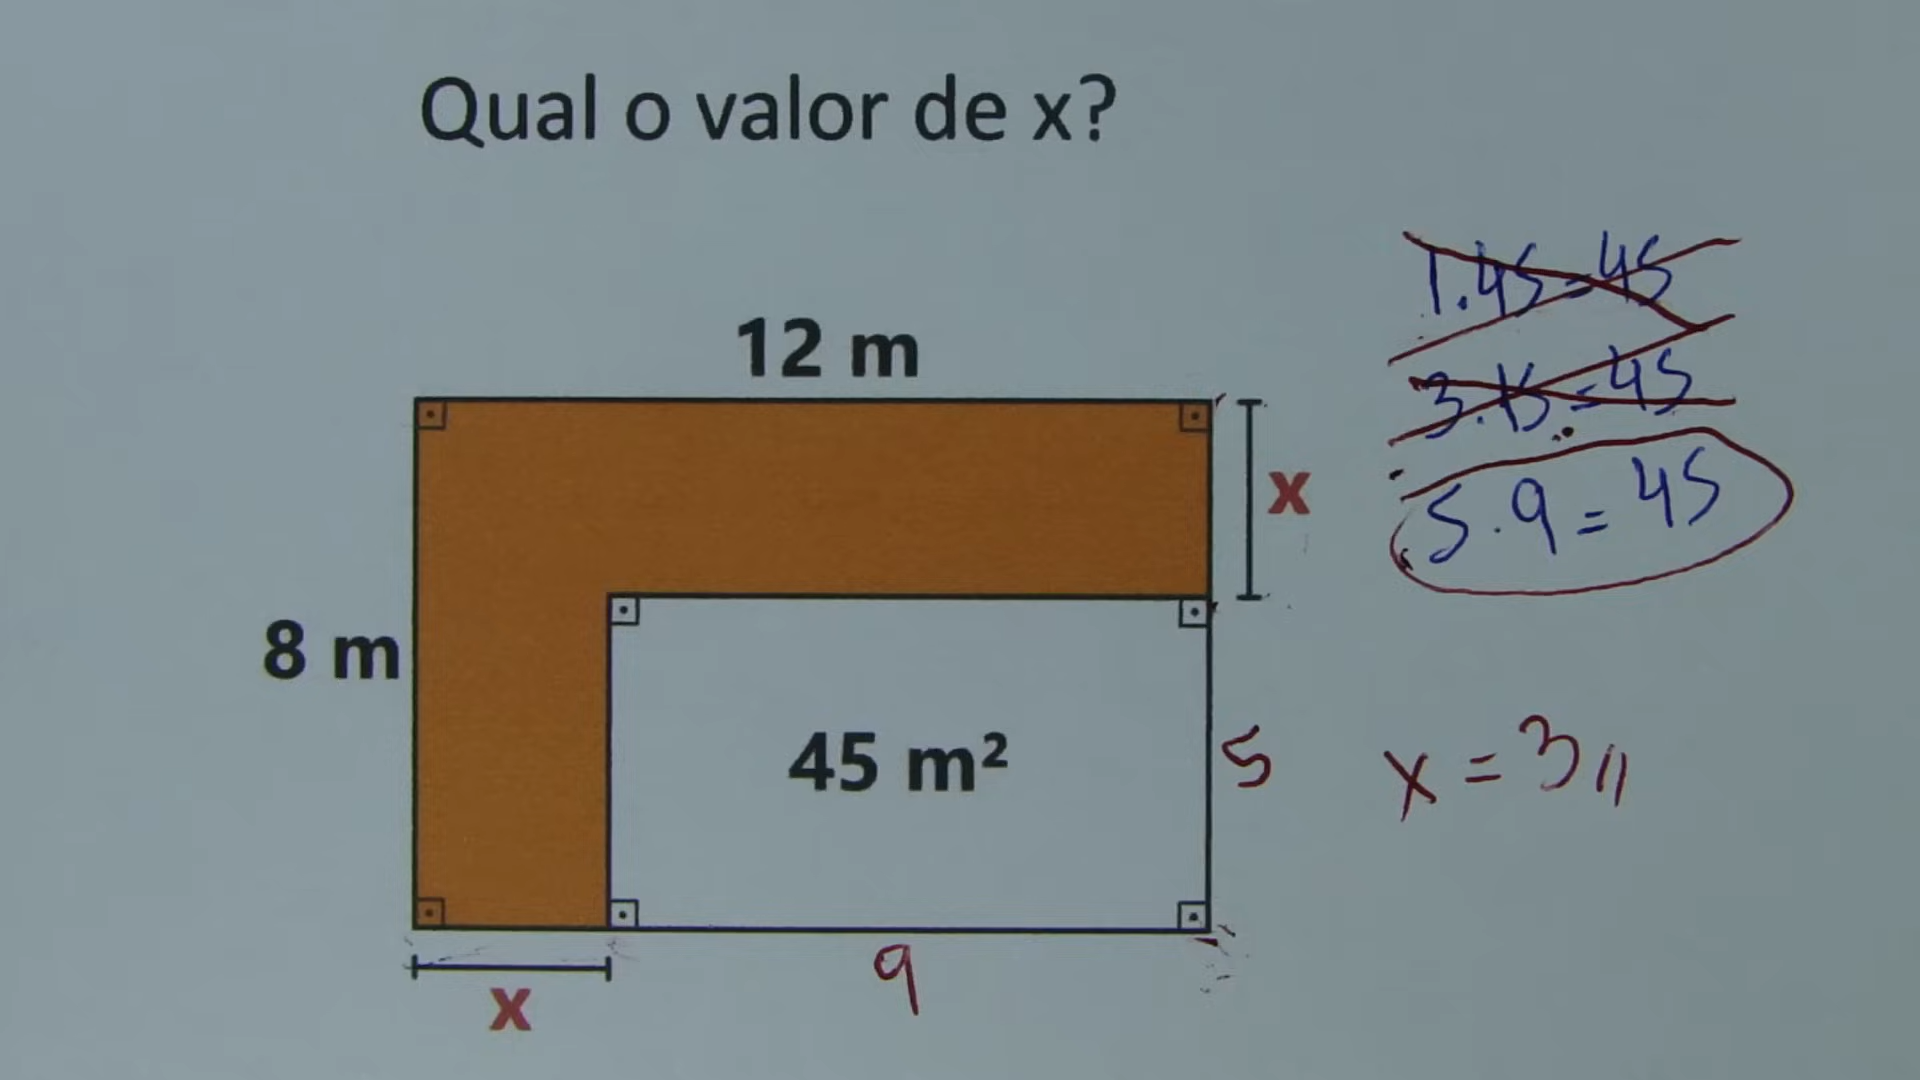 Qual o valor de x?
1.45=45
12 m
3.15=45
x
5.9=45
8 m
45 m²
5
x=3,,
9
x